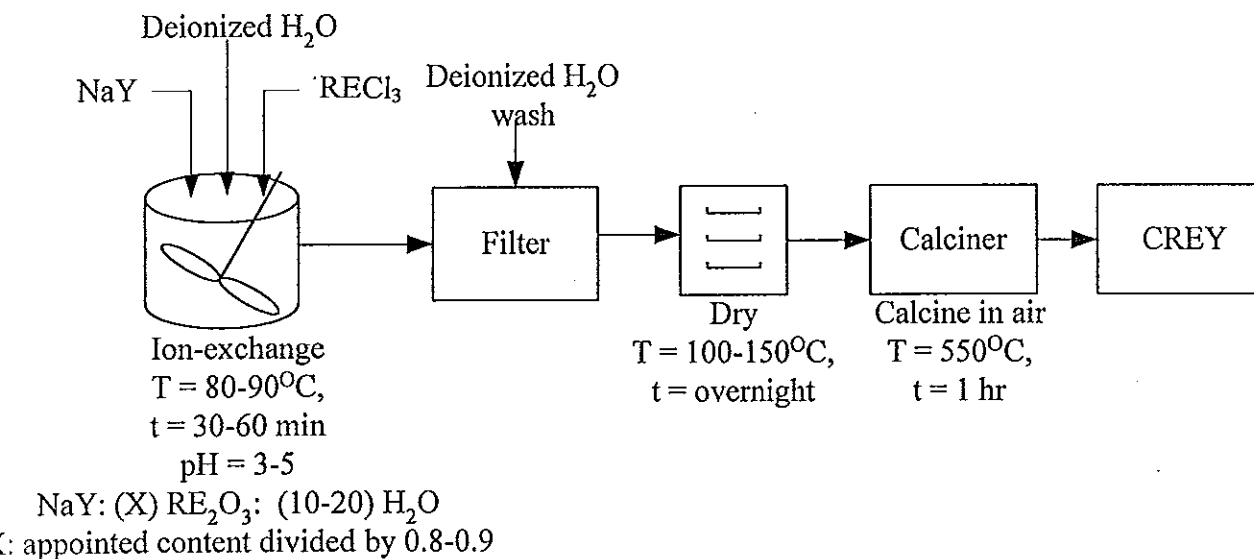 Deionized H₂O
NaY
RECl₃
Deionized H₂O
wash
Filter
Calciner
CREY
Dry
T = 100-150°C,
t = overnight
Calcine in air
T = 550°C,
t = 1 hr
Ion-exchange
T = 80-90°C,
t = 30-60 min
pH = 3-5
NaY: (X) RE₂O₃: (10-20) H₂O
: appointed content divided by 0.8-0.9